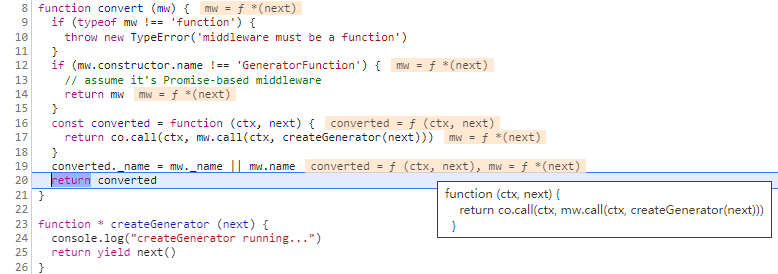 8 function convert (mw) { mw = ƒ *(next)
9 if (typeof mw !== 'function') {
10 throw new TypeError('middleware must be a function')
11 }
12 if (mw.constructor.name !== 'GeneratorFunction') { mw = ƒ *(next)
13 // assume it's Promise-based middleware
14 return mw mw = ƒ *(next)
15 }
16 const converted = function (ctx, next) { converted = ƒ (ctx, next)
17 return co.call(ctx, mw.call(ctx, createGenerator(next))) mw = ƒ *(next)
18 }
19 converted._name = mw._name || mw.name converted = ƒ (ctx, next), mw = ƒ *(next)
20 return converted
21 }
22
23 function * createGenerator (next) {
24 console.log("createGenerator running...")
25 return yield next()
26 }
function (ctx, next) {
return co.call(ctx, mw.call(ctx, createGenerator(next)))
}